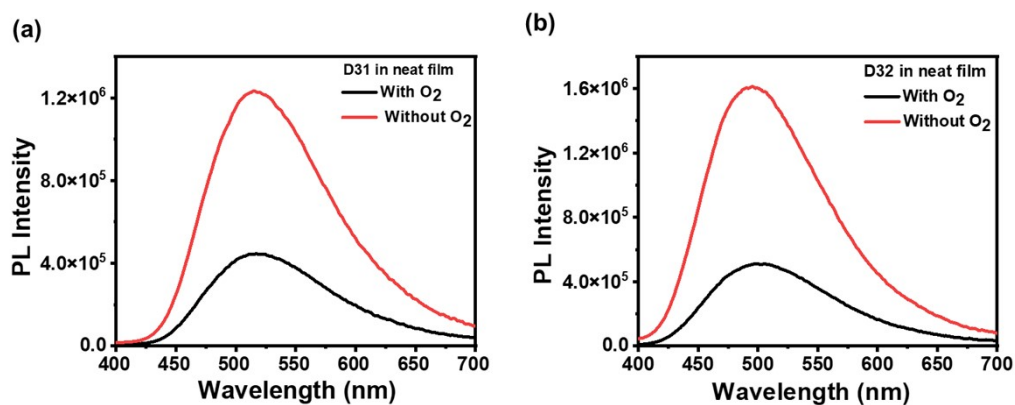 (a)
D31 in neat film
With O2
Without O2
1.2×10^6
8.0×10^5
4.0×10^5
0.0
PL Intensity
400 450 500 550 600 650 700
Wavelength (nm)
(b)
D32 in neat film
With O2
Without O2
1.6×10^6
1.2×10^6
8.0×10^5
4.0×10^5
0.0
PL Intensity
400 450 500 550 600 650 700
Wavelength (nm)